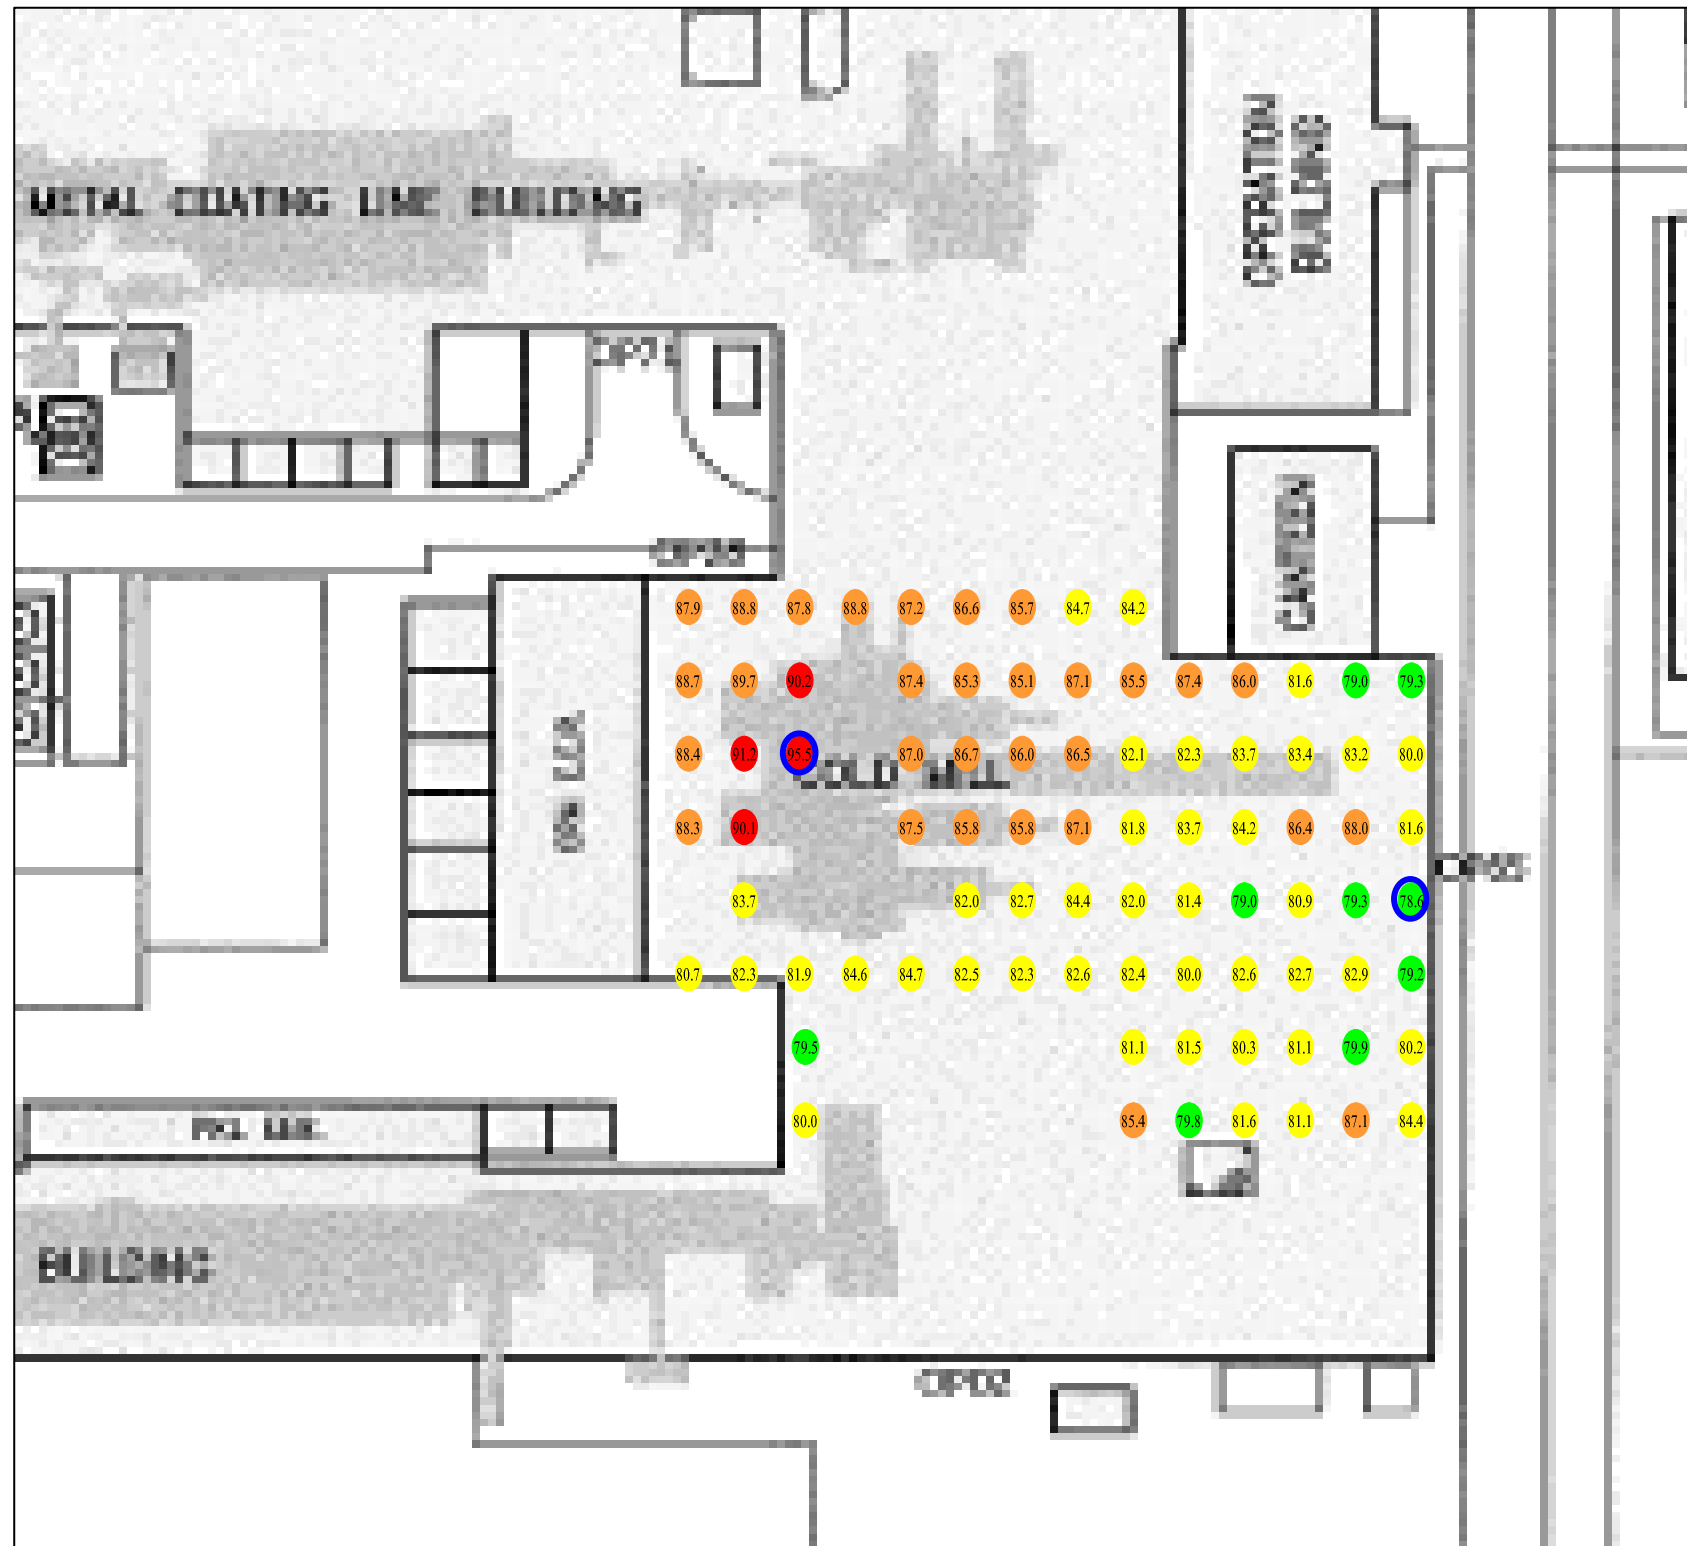 OPERATION
BUILDING
METAL COATING LINE BUILDING
CANTEEN
87.9 88.8 87.8 88.8 87.2 86.6 85.7 84.7 84.2
88.7 89.7 90.2 87.4 85.3 85.1 87.1 85.5 87.4 86.0 81.6 79.0 79.3
88.4 91.2 95.5 87.0 86.7 86.0 86.5 82.1 82.3 83.7 83.4 83.2 80.0
COLD MILL
88.3 90.1 87.5 85.8 85.8 87.1 81.8 83.7 84.2 86.4 88.0 81.6
83.7 82.0 82.7 84.4 82.0 81.4 79.0 80.9 79.3 78.6
80.7 82.3 81.9 84.6 84.7 82.5 82.3 82.6 82.4 80.0 82.6 82.7 82.9 79.2
79.5 81.1 81.5 80.3 81.1 79.9 80.2
80.0 85.4 79.8 81.6 81.1 87.1 84.4
BUILDING